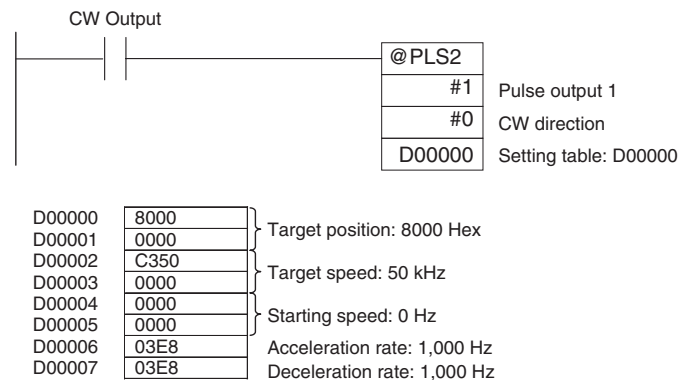 CW Output
@PLS2
#1 Pulse output 1
#0 CW direction
D00000 Setting table: D00000
D00000 8000
D00001 0000
Target position: 8000 Hex
D00002 C350
D00003 0000
Target speed: 50 kHz
D00004 0000
D00005 0000
Starting speed: 0 Hz
D00006 03E8 Acceleration rate: 1,000 Hz
D00007 03E8 Deceleration rate: 1,000 Hz